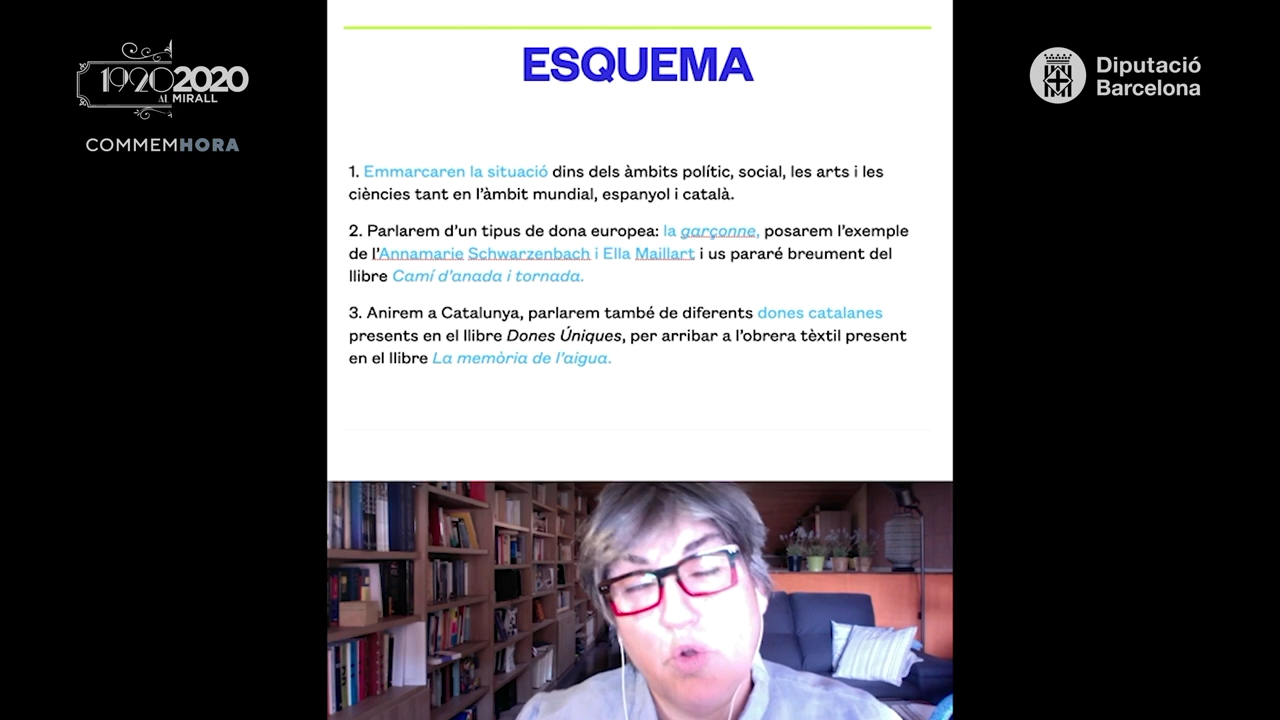 ESQUEMA
1920 2020
AL MIRALL
COMMEMHORA
Diputació
Barcelona
1. Emmarcaren la situació dins dels àmbits polític, social, les arts i les
ciències tant en l'àmbit mundial, espanyol i català.
2. Parlarem d'un tipus de dona europea: la garçonne, posarem l'exemple
de l'Annamarie Schwarzenbach i Ella Maillart i us pararé breument del
llibre Camí d'anada i tornada.
3. Anirem a Catalunya, parlarem també de diferents dones catalanes
presents en el llibre Dones Úniques, per arribar a l'obrera tèxtil present
en el llibre La memòria de l'aigua.